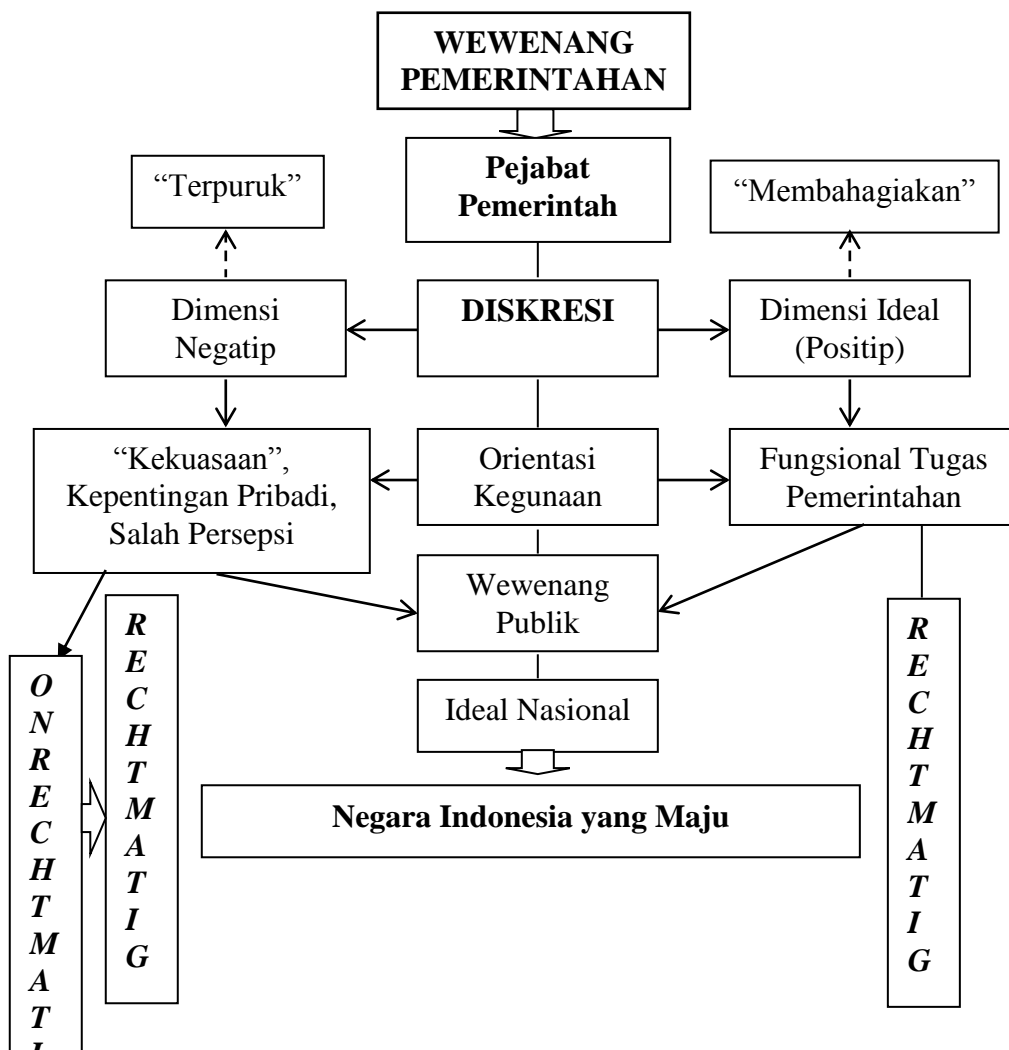 WEWENANG
PEMERINTAHAN
Pejabat
Pemerintah
“Terpuruk”
“Membahagiakan”
Dimensi
Negatip
DISKRESI
Dimensi Ideal
(Positip)
“Kekuasaan”,
Kepentingan Pribadi,
Salah Persepsi
Orientasi
Kegunaan
Fungsional Tugas
Pemerintahan
Wewenang
Publik
Ideal Nasional
Negara Indonesia yang Maju
O
N
R
E
C
H
T
M
A
T
I
R
E
C
H
T
M
A
T
I
G
R
E
C
H
T
M
A
T
I
G